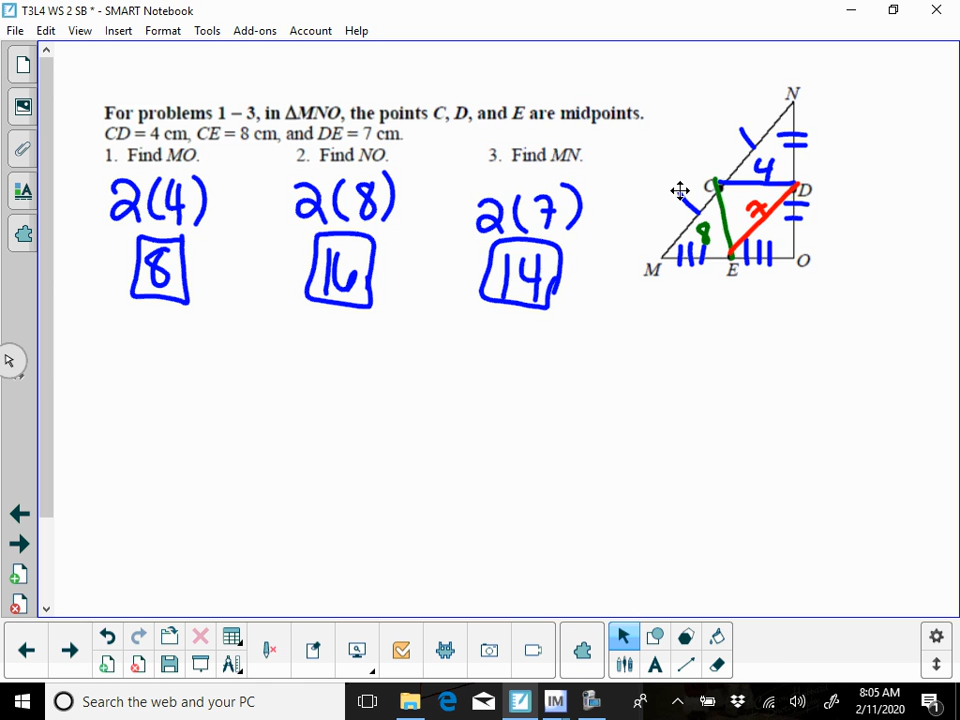 T3L4 WS 2 SB * - SMART Notebook
File Edit View Insert Format Tools Add-ons Account Help
For problems 1 – 3, in ΔMNO, the points C, D, and E are midpoints.
CD = 4 cm, CE = 8 cm, and DE = 7 cm.
1. Find MO. 2. Find NO. 3. Find MN.
2(4) 2(8) 2(7)
8 16 14
N
4
C D
7
8
M E O
Search the web and your PC
IM
8:05 AM
2/11/2020
1